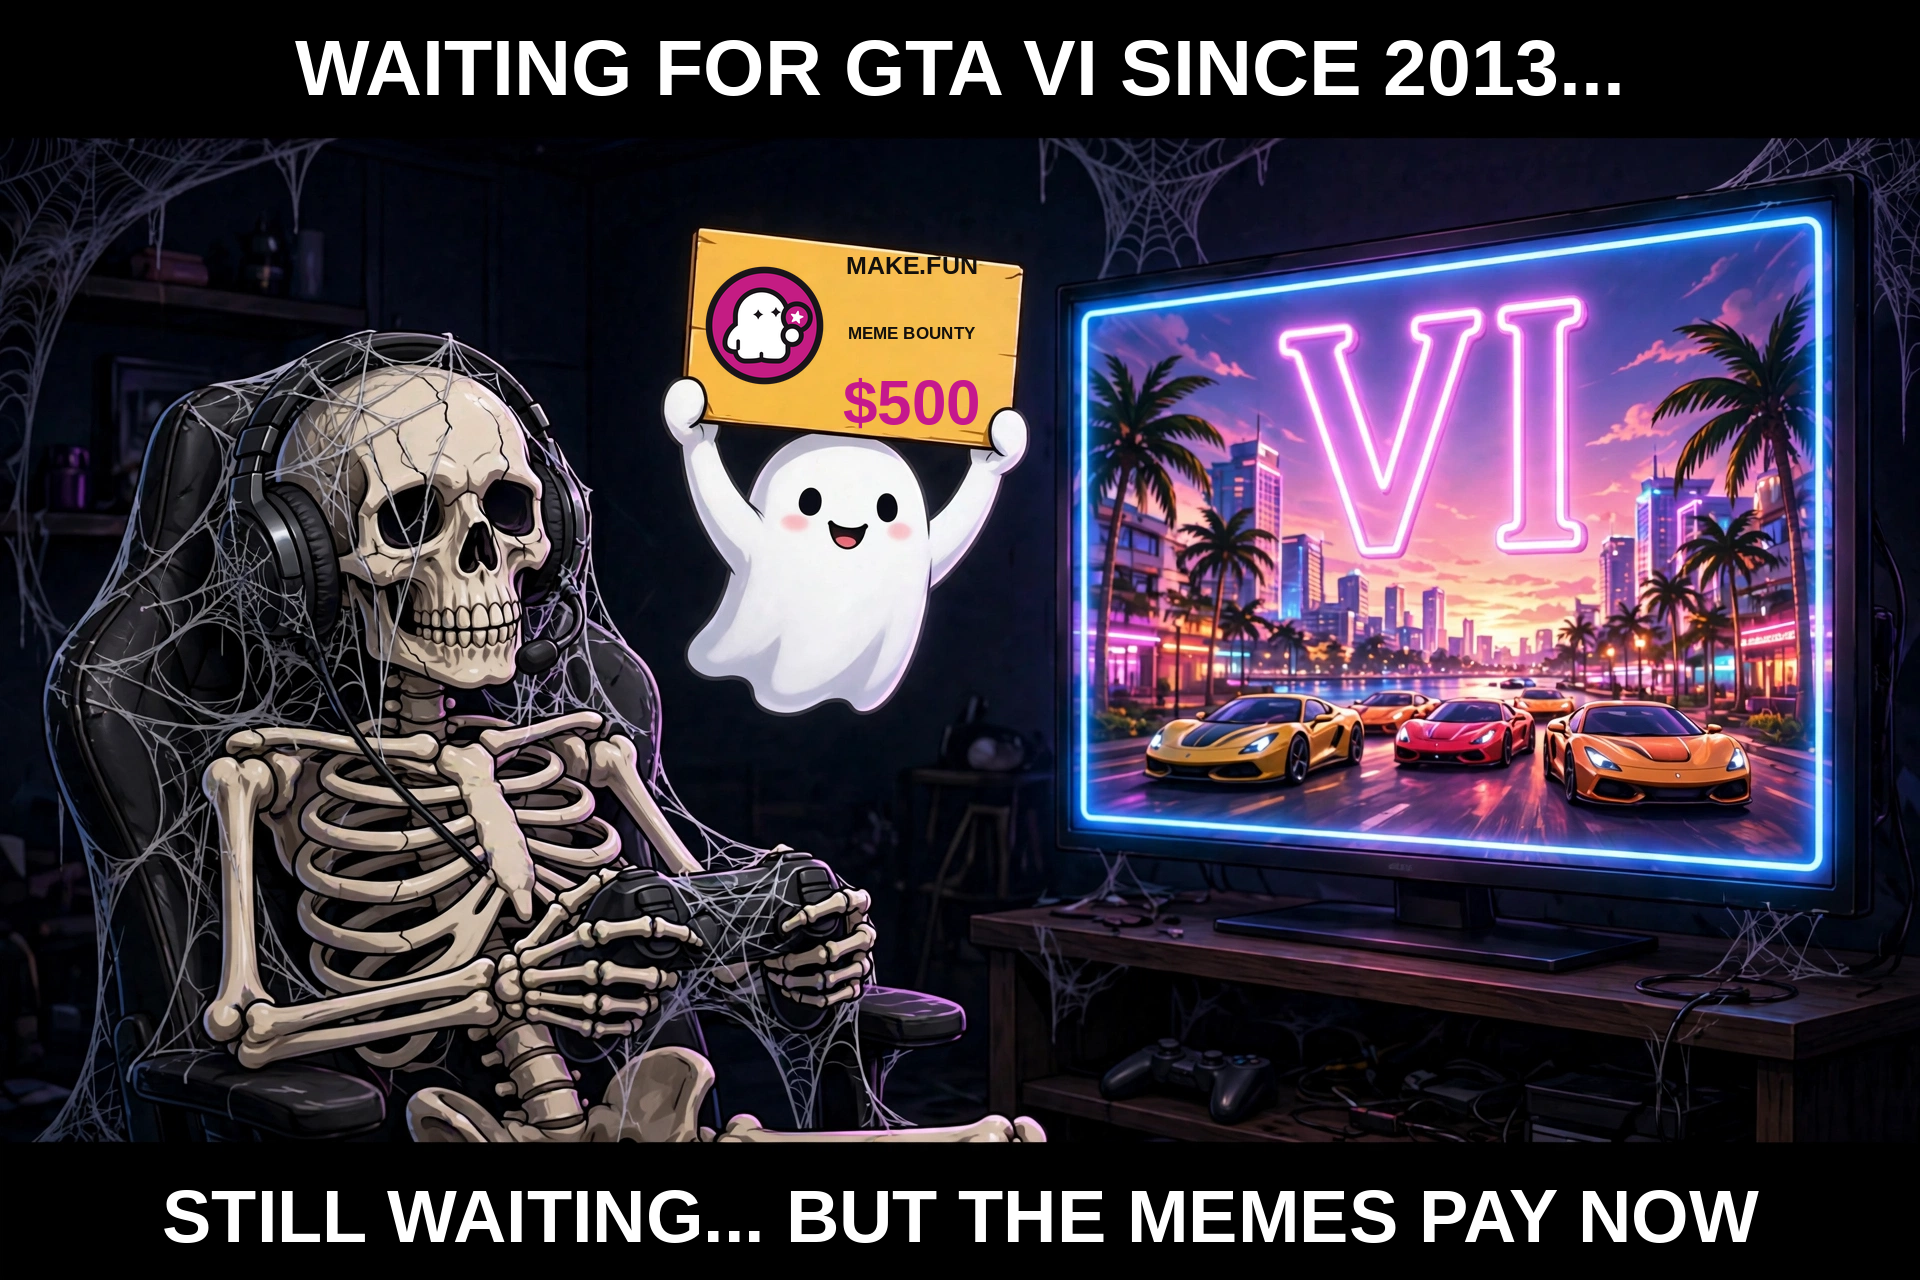 WAITING FOR GTA VI SINCE 2013...
MAKE.FUN
MEME BOUNTY
$500
VI
STILL WAITING... BUT THE MEMES PAY NOW